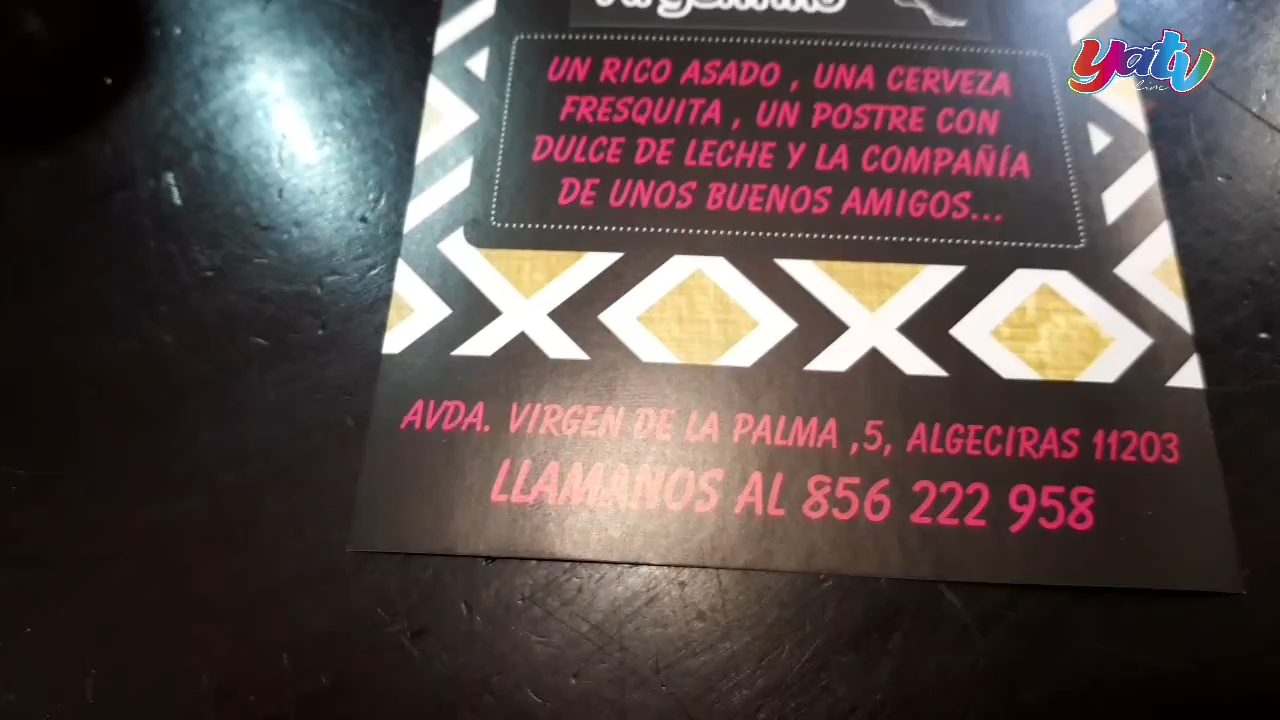 Argentino
yatv
UN RICO ASADO , UNA CERVEZA
FRESQUITA , UN POSTRE CON
DULCE DE LECHE Y LA COMPAÑÍA
DE UNOS BUENOS AMIGOS...
AVDA. VIRGEN DE LA PALMA ,5, ALGECIRAS 11203
LLAMANOS AL 856 222 958